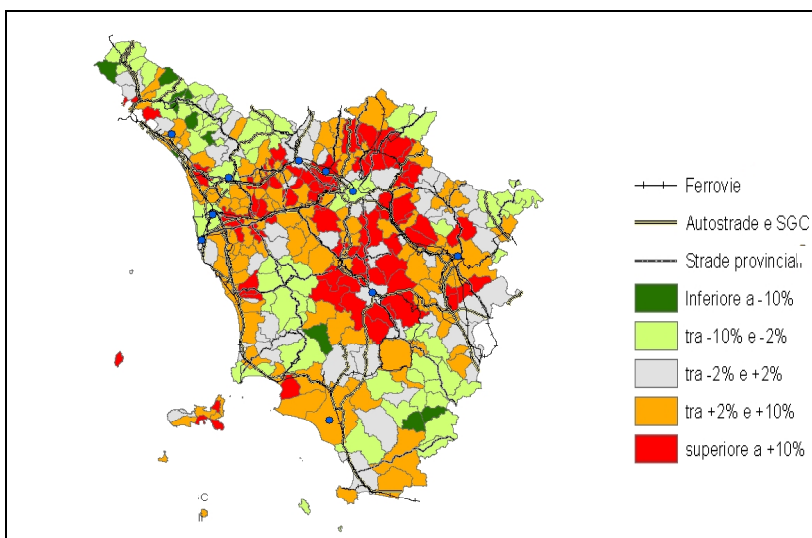 Ferrovie
Autostrade e SGC
Strade provinciali
Inferiore a -10%
tra -10% e -2%
tra -2% e +2%
tra +2% e +10%
superiore a +10%